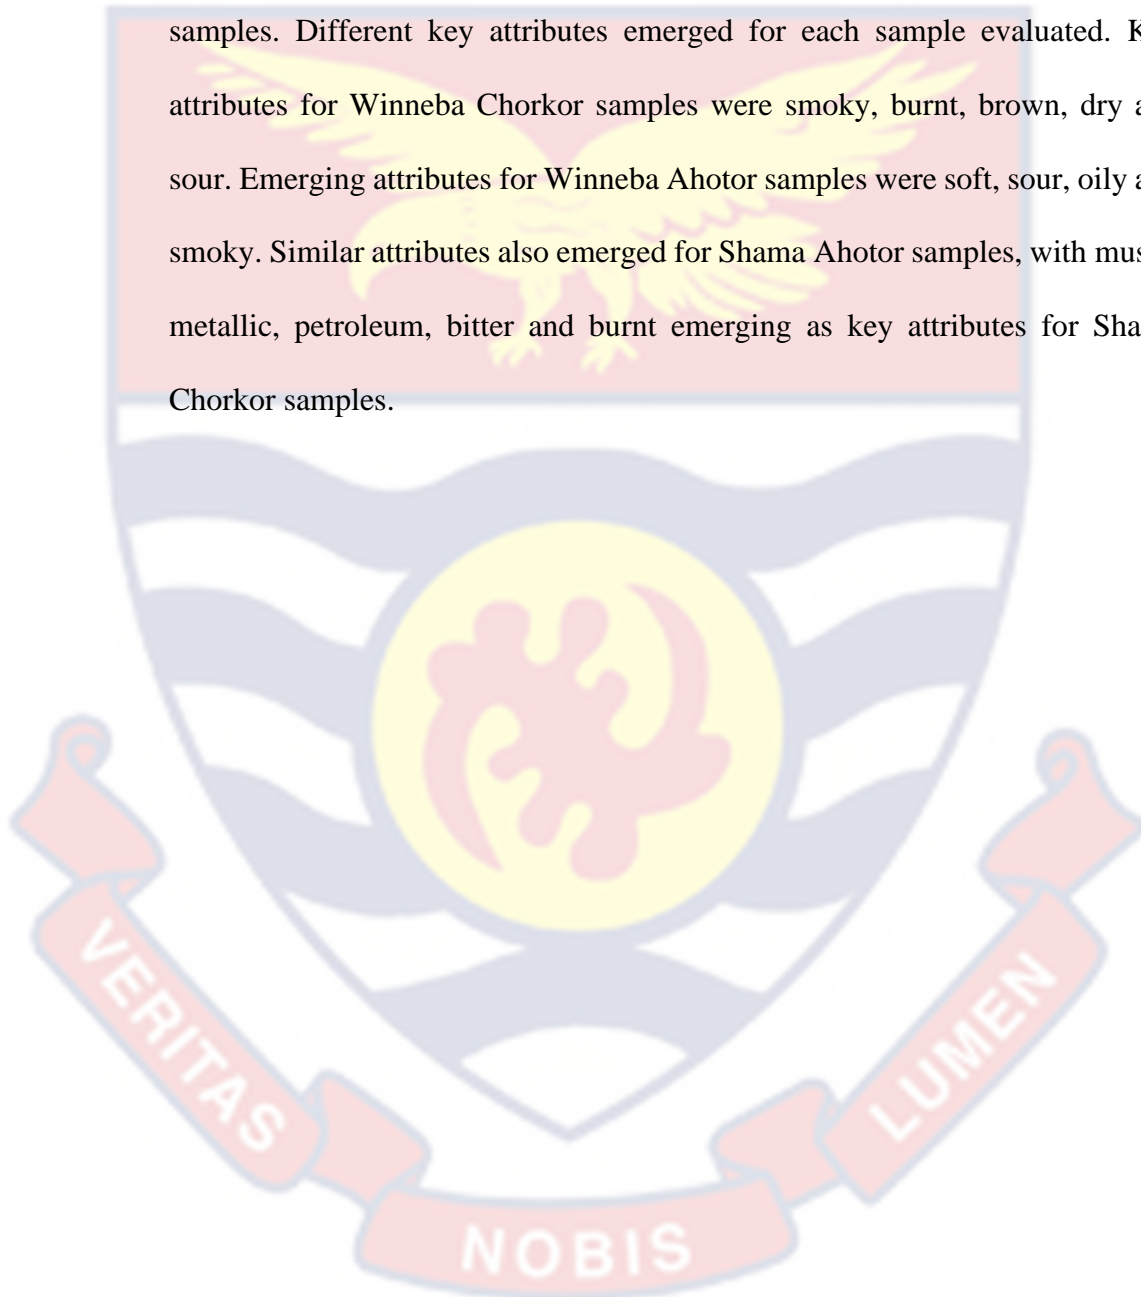 samples. Different key attributes emerged for each sample evaluated. K
attributes for Winneba Chorkor samples were smoky, burnt, brown, dry a
sour. Emerging attributes for Winneba Ahotor samples were soft, sour, oily a
smoky. Similar attributes also emerged for Shama Ahotor samples, with mus
metallic, petroleum, bitter and burnt emerging as key attributes for Sha
Chorkor samples.
VERITAS
NOBIS
LUMEN